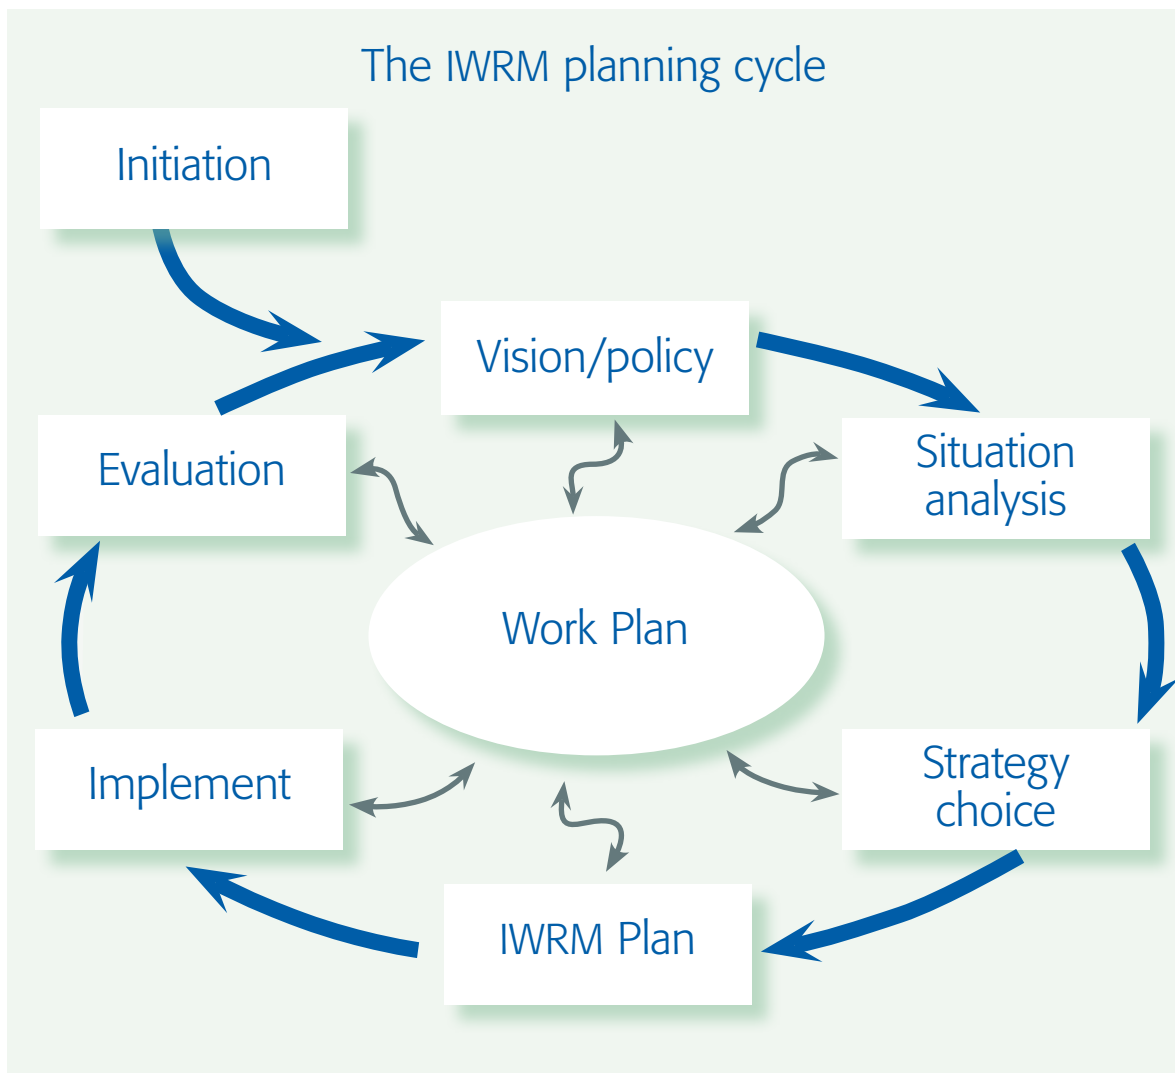 The IWRM planning cycle
Initiation
Vision/policy
Evaluation
Situation
analysis
Work Plan
Implement
Strategy
choice
IWRM Plan